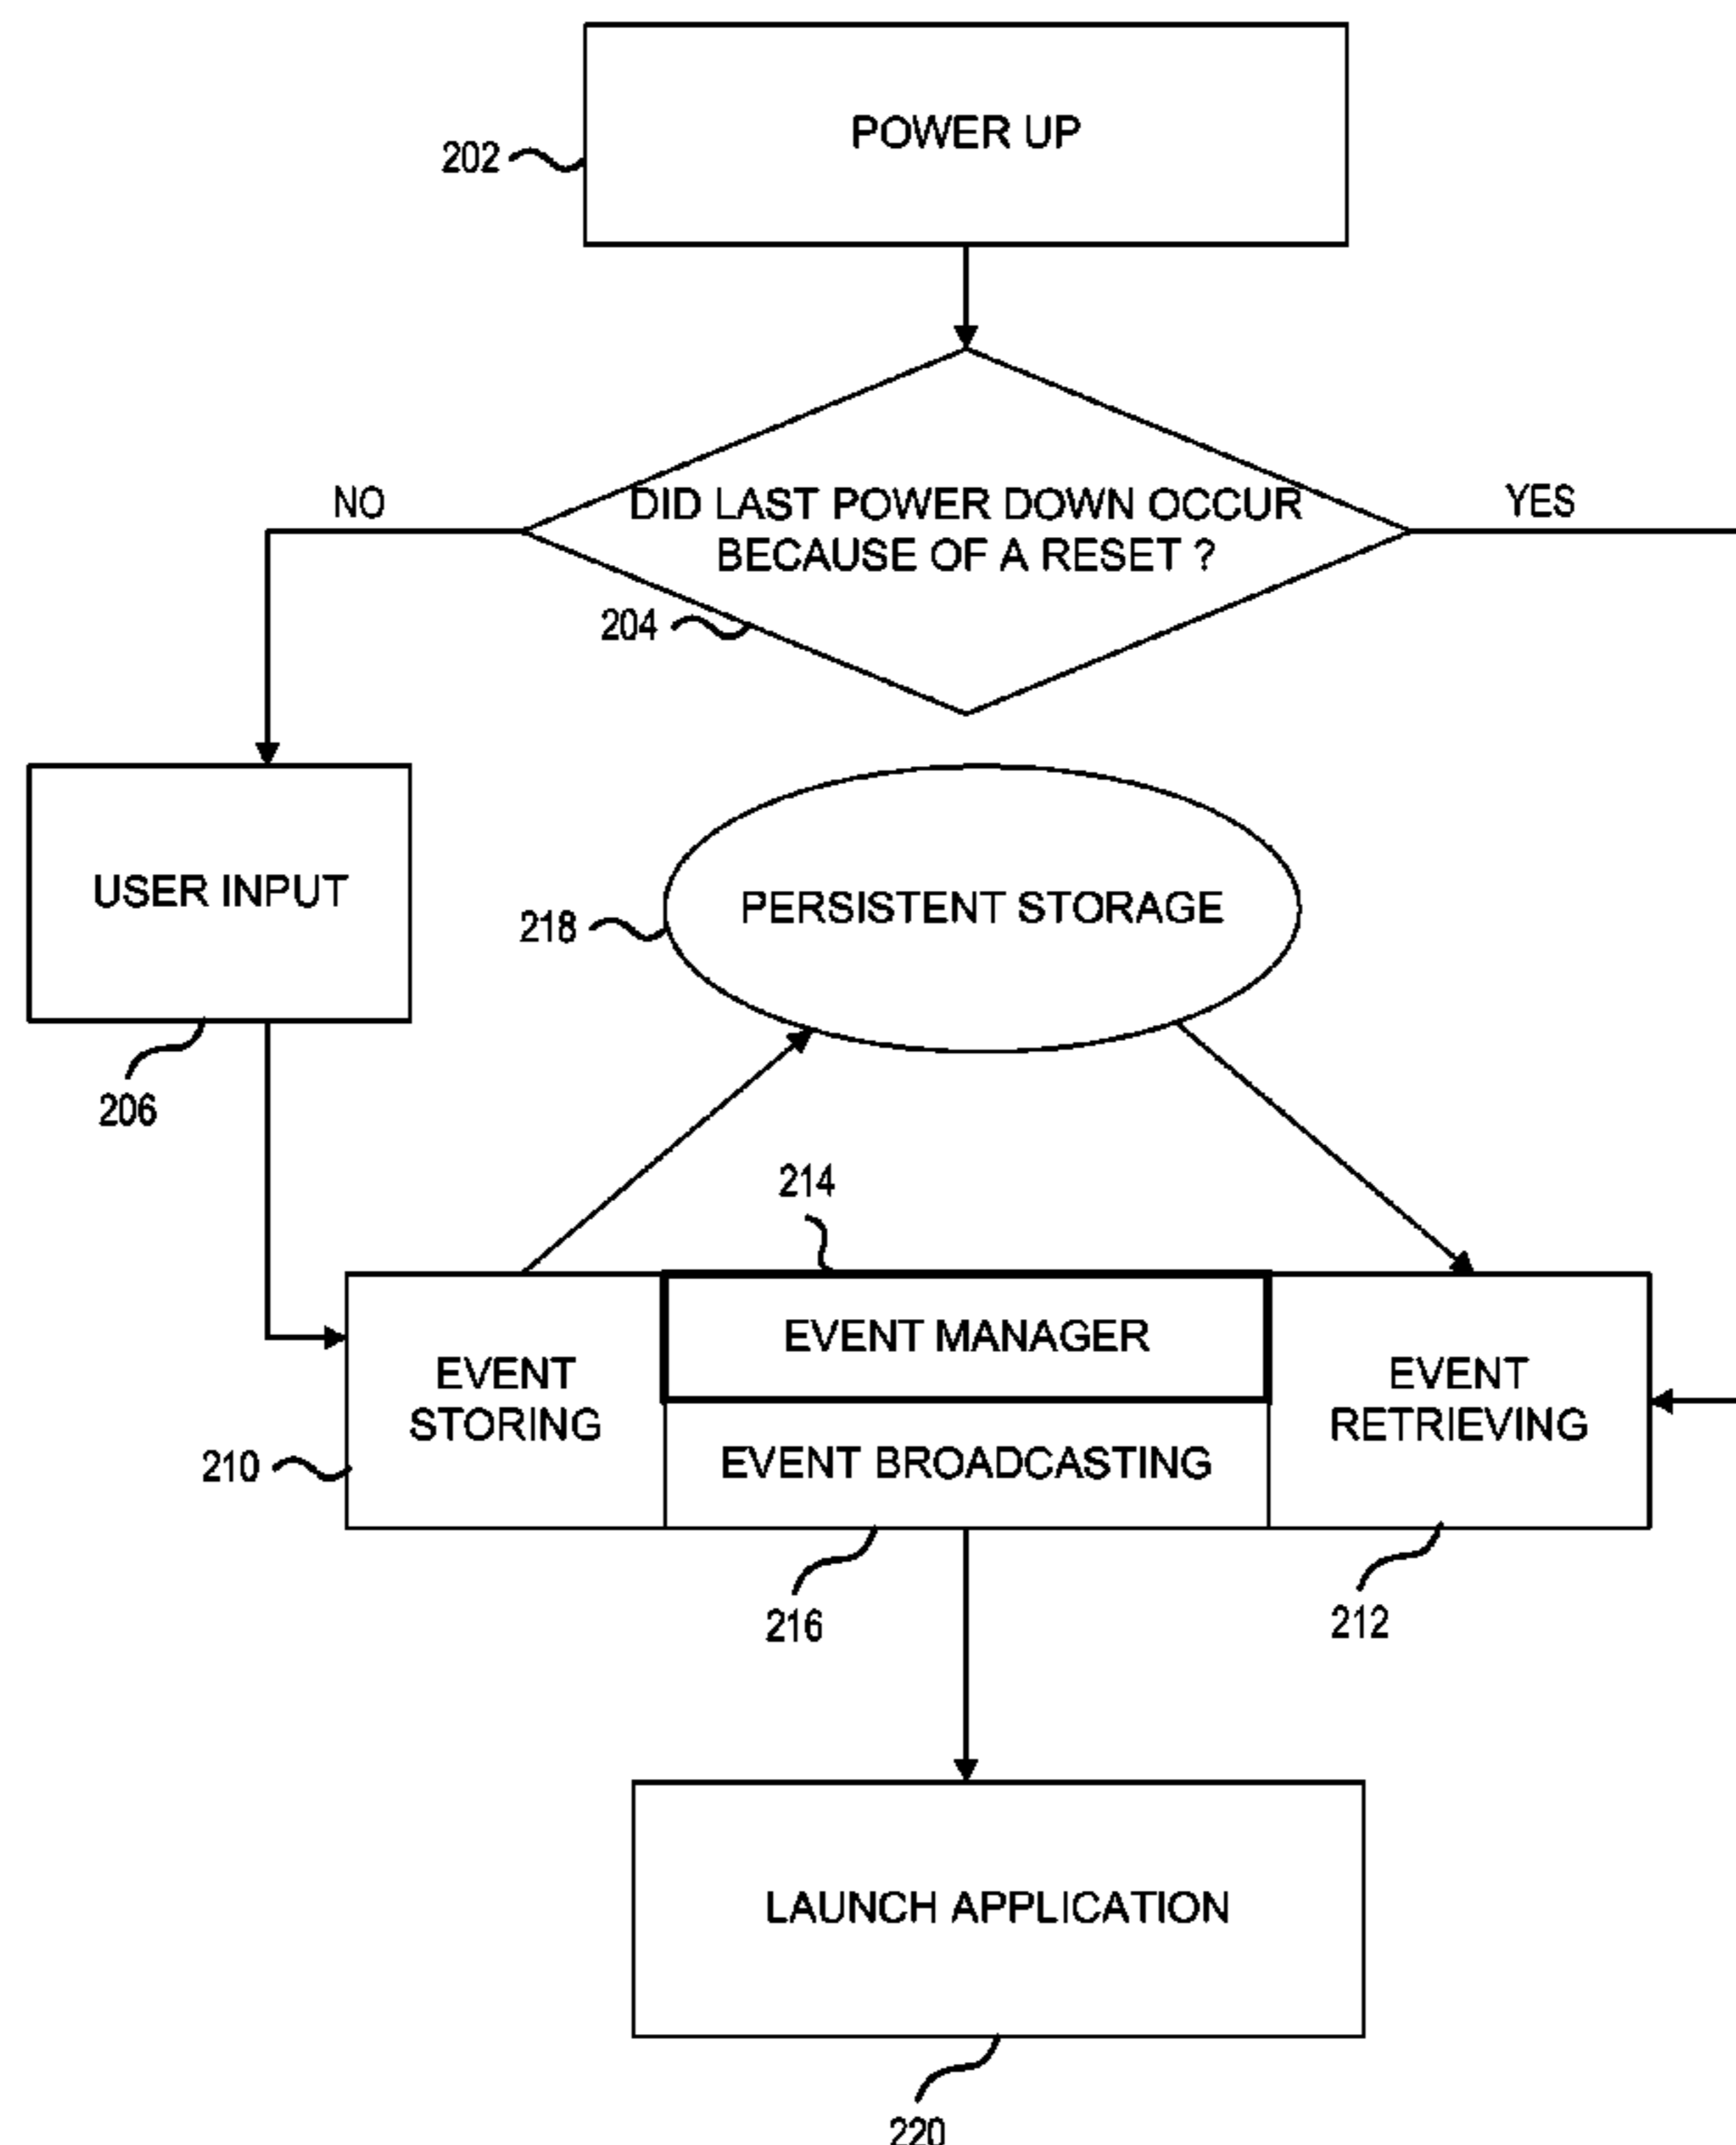 POWER UP
202
DID LAST POWER DOWN OCCUR
BECAUSE OF A RESET ?
NO
YES
204
USER INPUT
206
PERSISTENT STORAGE
218
214
EVENT MANAGER
EVENT
STORING
210
EVENT BROADCASTING
216
EVENT
RETRIEVING
212
LAUNCH APPLICATION
220